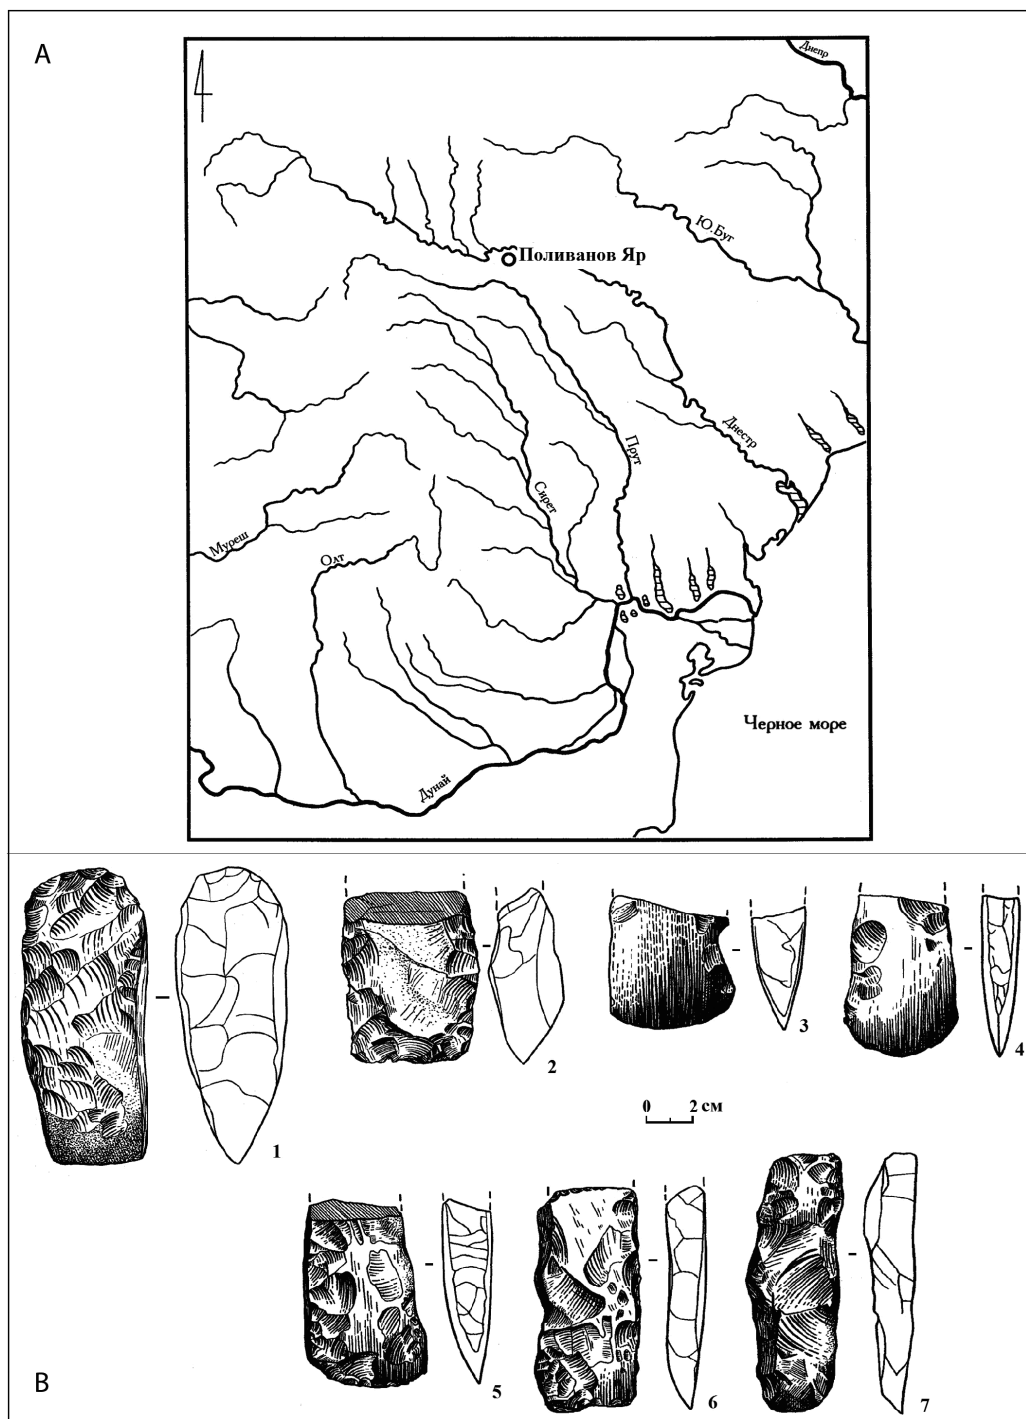 A
Днепр
Ю.Буг
Поливанов Яр
Днестр
Прут
Сирет
Муреш
Олт
Черное море
Дунай
1
2
3
4
0 2 см
5
6
7
B